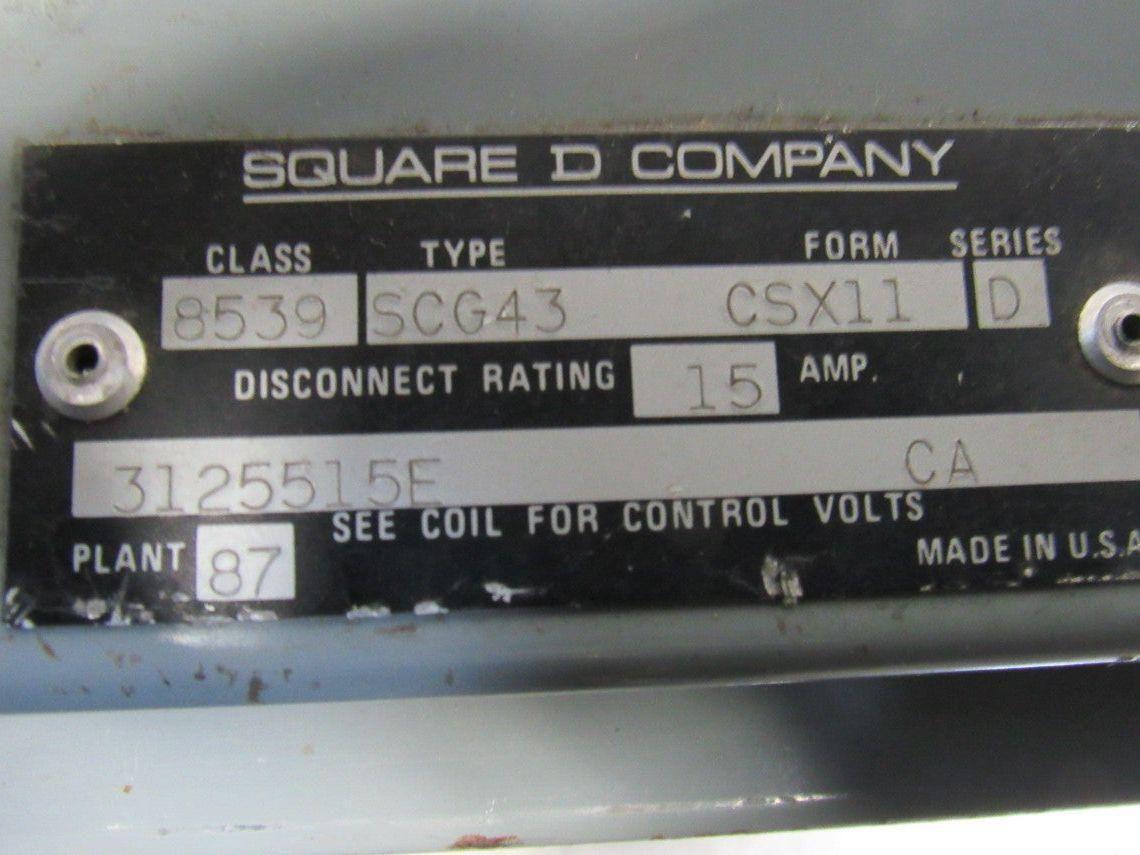 SQUARE D COMPANY
CLASS TYPE FORM SERIES
8539 SCG43 CSX11 D
DISCONNECT RATING 15 AMP.
3125515E CA
SEE COIL FOR CONTROL VOLTS
PLANT 87 MADE IN U.S.A